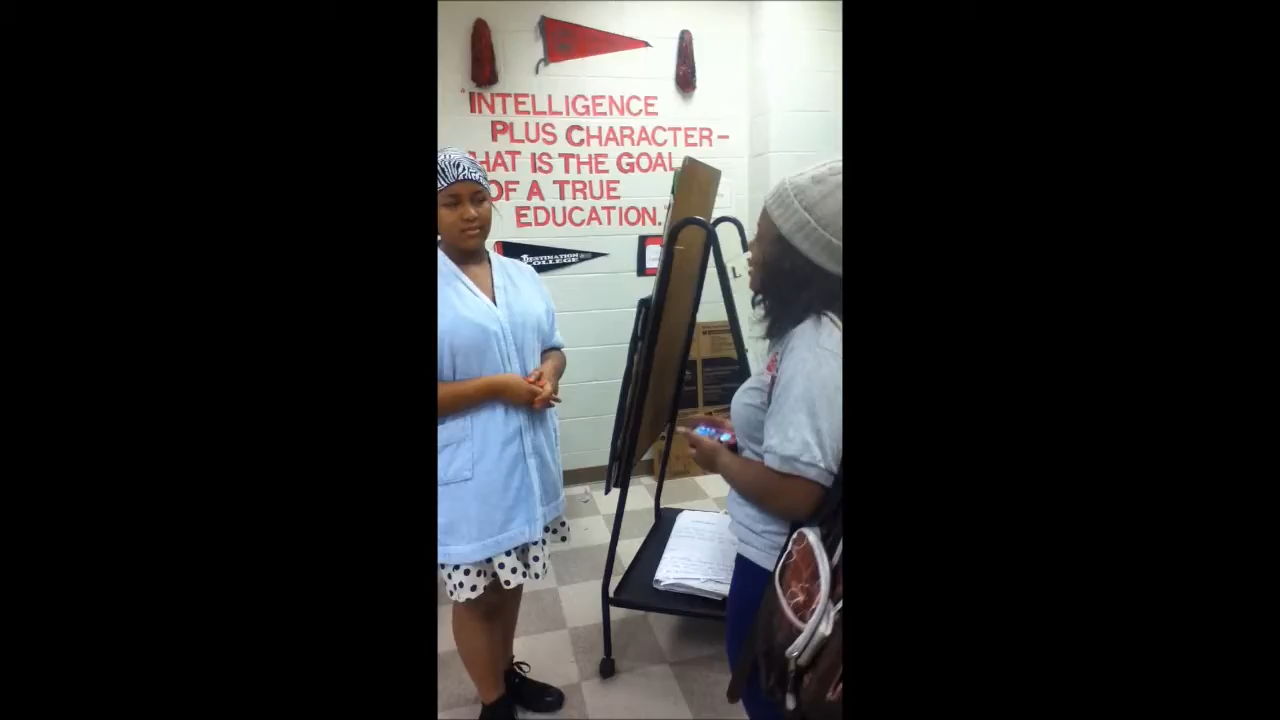 "INTELLIGENCE
PLUS CHARACTER-
HAT IS THE GOAL
OF A TRUE
EDUCATION."
DESTINATION
COLLEGE
L